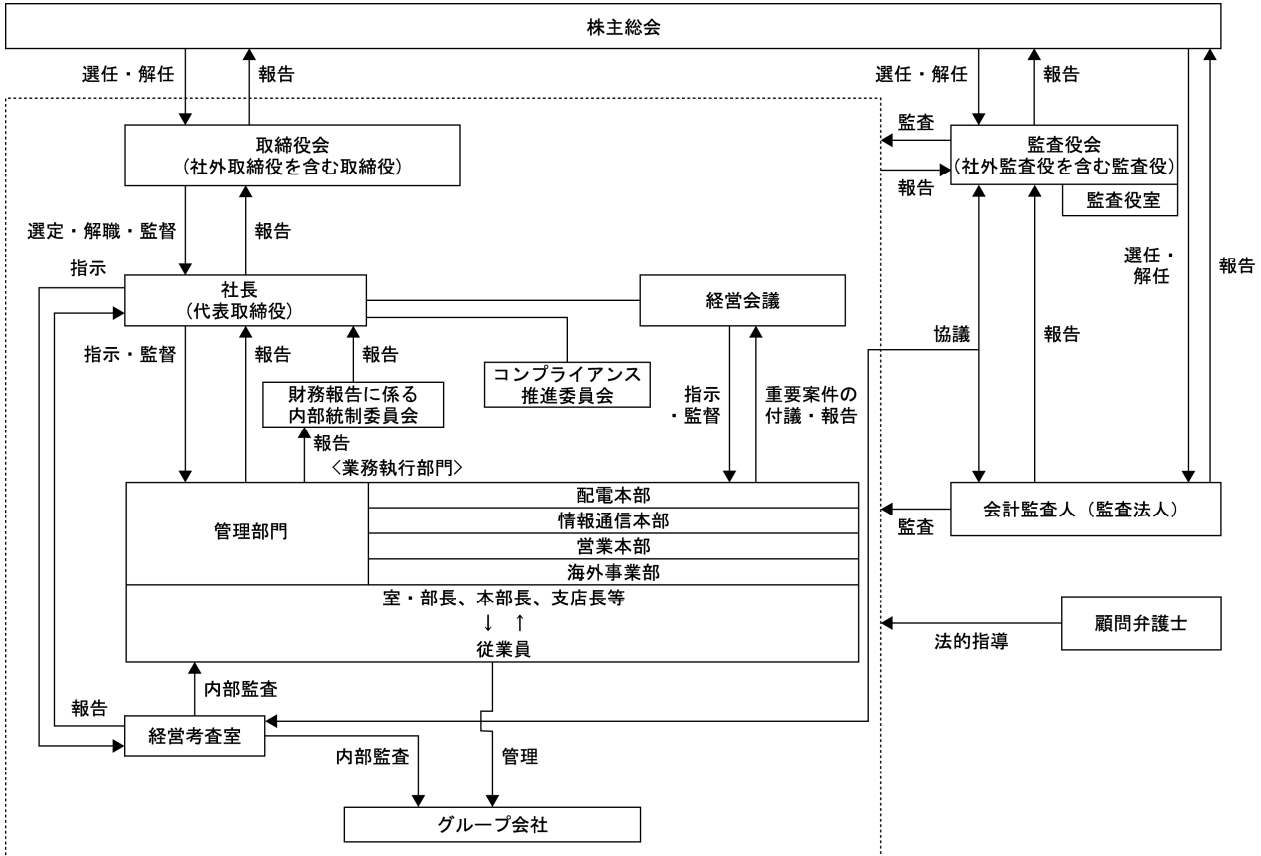 株主総会
選任・解任
報告
選任・解任
報告
取締役会
(社外取締役を含む取締役)
監査
監査役会
(社外監査役を含む監査役)
報告
監査役室
選定・解職・監督
報告
選任・
解任
報告
指示
社長
(代表取締役)
経営会議
指示・監督
報告
報告
協議
報告
コンプライアンス
推進委員会
財務報告に係る
内部統制委員会
指示
・監督
重要案件の
付議・報告
報告
〈業務執行部門〉
管理部門
配電本部
情報通信本部
営業本部
海外事業部
会計監査人（監査法人）
監査
室・部長、本部長、支店長等
↓ ↑
従業員
顧問弁護士
法的指導
内部監査
報告
経営考査室
内部監査
管理
グループ会社